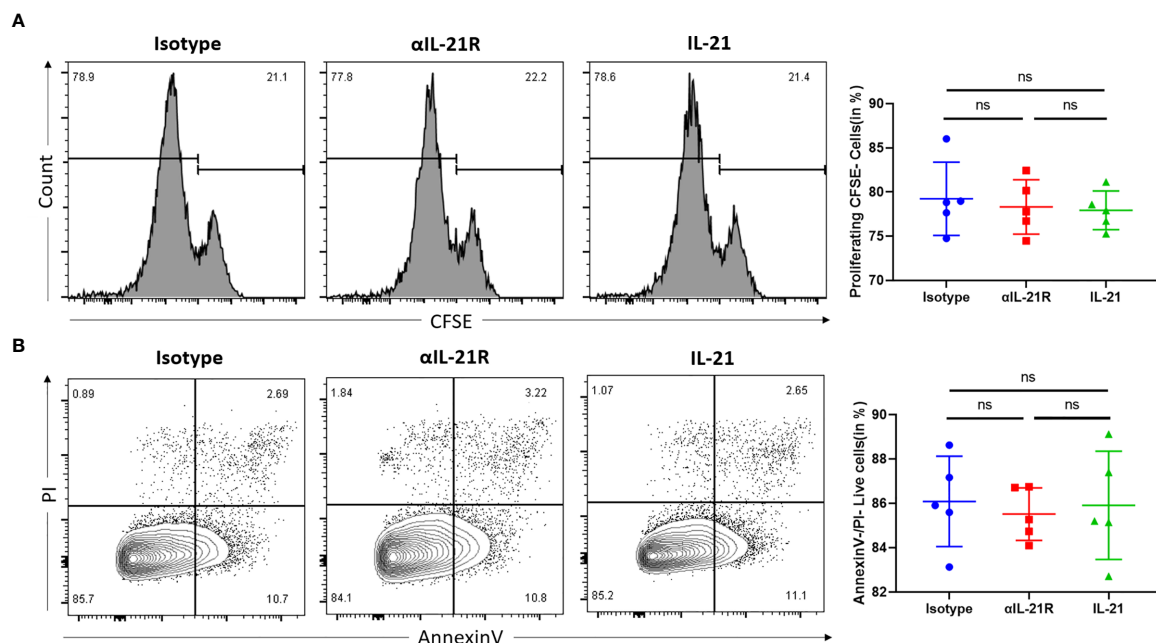 A
Isotype
αIL-21R
IL-21
78.9
21.1
77.8
22.2
78.6
21.4
Count
CFSE
Proliferating CFSE- Cells(in %)
90
85
80
75
70
ns
ns
ns
Isotype
αIL-21R
IL-21
B
Isotype
αIL-21R
IL-21
0.89
2.69
1.84
3.22
1.07
2.65
PI
85.7
10.7
84.1
10.8
85.2
11.1
AnnexinV
AnnexinV-/PI- Live cells(in %)
90
88
86
84
82
ns
ns
ns
Isotype
αIL-21R
IL-21